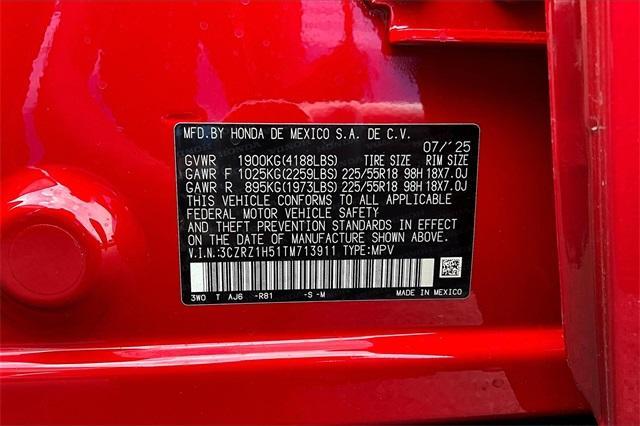 MFD.BY HONDA DE MEXICO S.A. DE C.V.
07/'25
GVWR 1900KG(4188LBS) TIRE SIZE RIM SIZE
GAWR F 1025KG(2259LBS) 225/55R18 98H 18X7.0J
GAWR R 895KG(1973LBS) 225/55R18 98H 18X7.0J
THIS VEHICLE CONFORMS TO ALL APPLICABLE
FEDERAL MOTOR VEHICLE SAFETY
AND THEFT PREVENTION STANDARDS IN EFFECT
ON THE DATE OF MANUFACTURE SHOWN ABOVE.
V.I.N.:3CZRZ1H51TM713911 TYPE:MPV
3WO T AJ6 -R81 -S -M MADE IN MEXICO